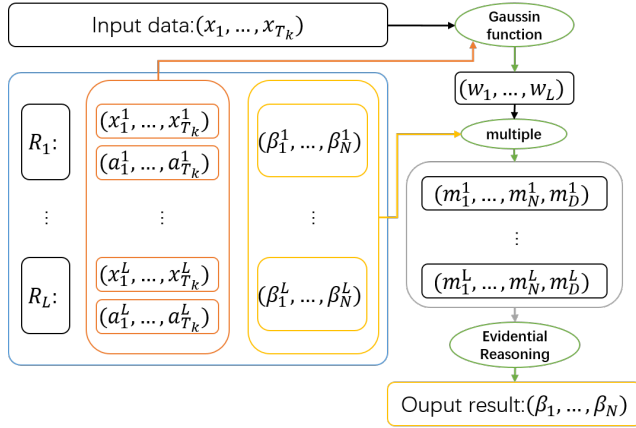 Input data:(x_1, …, x_{T_k})
Gaussin
function
(w_1, …, w_L)
multiple
R_1:
(x_1^1, …, x_{T_k}^1)
(a_1^1, …, a_{T_k}^1)
(β_1^1, …, β_N^1)
(m_1^1, …, m_N^1, m_D^1)
⋮
⋮
⋮
⋮
R_L:
(x_1^L, …, x_{T_k}^L)
(a_1^L, …, a_{T_k}^L)
(β_1^L, …, β_N^L)
(m_1^L, …, m_N^L, m_D^L)
Evidential
Reasoning
Ouput result:(β_1, …, β_N)